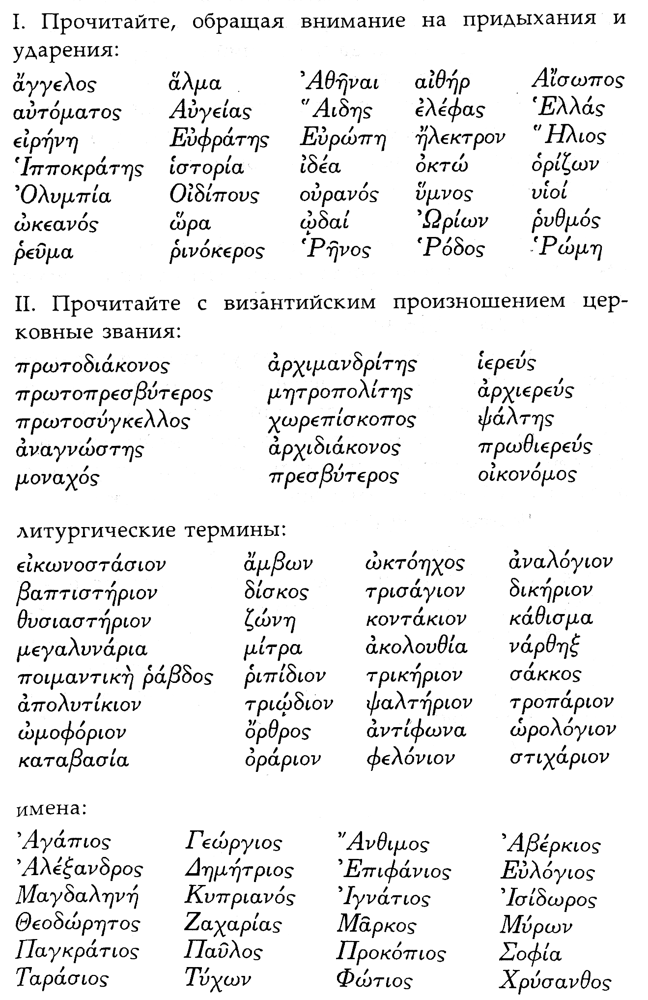 I. Прочитайте, обращая внимание на придыхания и
ударения:
ἄγγελος ἅλμα Ἀθῆναι αἰθήρ Αἴσωπος
αὐτόματος Αὐγείας Ἅιδης ἐλέφας Ἑλλάς
εἰρήνη Εὐφράτης Εὐρώπη ἤλεκτρον Ἥλιος
Ἱπποκράτης ἱστορία ἰδέα ὀκτώ ὁρίζων
Ὀλυμπία Οἰδίπους οὐρανός ὕμνος υἱοί
ὠκεανός ὥρα ᾠδαί Ὠρίων ῥυθμός
ῥεῦμα ῥινόκερος Ῥῆνος Ῥόδος Ῥώμη
II. Прочитайте с византийским произношением цер-
ковные звания:
πρωτοδιάκονος ἀρχιμανδρίτης ἱερεύς
πρωτοπρεσβύτερος μητροπολίτης ἀρχιερεύς
πρωτοσύγκελλος χωρεπίσκοπος ψάλτης
ἀναγνώστης ἀρχιδιάκονος πρωθιερεύς
μοναχός πρεσβύτερος οἰκονόμος
литургические термины:
εἰκωνοστάσιον ἄμβων ὠκτόηχος ἀναλόγιον
βαπτιστήριον δίσκος τρισάγιον δικήριον
θυσιαστήριον ζώνη κοντάκιον κάθισμα
μεγαλυνάρια μίτρα ἀκολουθία νάρθηξ
ποιμαντικὴ ῥάβδος ῥιπίδιον τρικήριον σάκκος
ἀπολυτίκιον τριῴδιον ψαλτήριον τροπάριον
ὠμοφόριον ὄρθρος ἀντίφωνα ὡρολόγιον
καταβασία ὀράριον φελόνιον στιχάριον
имена:
Ἀγάπιος Γεώργιος Ἄνθιμος Ἀβέρκιος
Ἀλέξανδρος Δημήτριος Ἐπιφάνιος Εὐλόγιος
Μαγδαληνή Κυπριανός Ἰγνάτιος Ἰσίδωρος
Θεοδώρητος Ζαχαρίας Μᾶρκος Μύρων
Παγκράτιος Παῦλος Προκόπιος Σοφία
Ταράσιος Τύχων Φώτιος Χρύσανθος